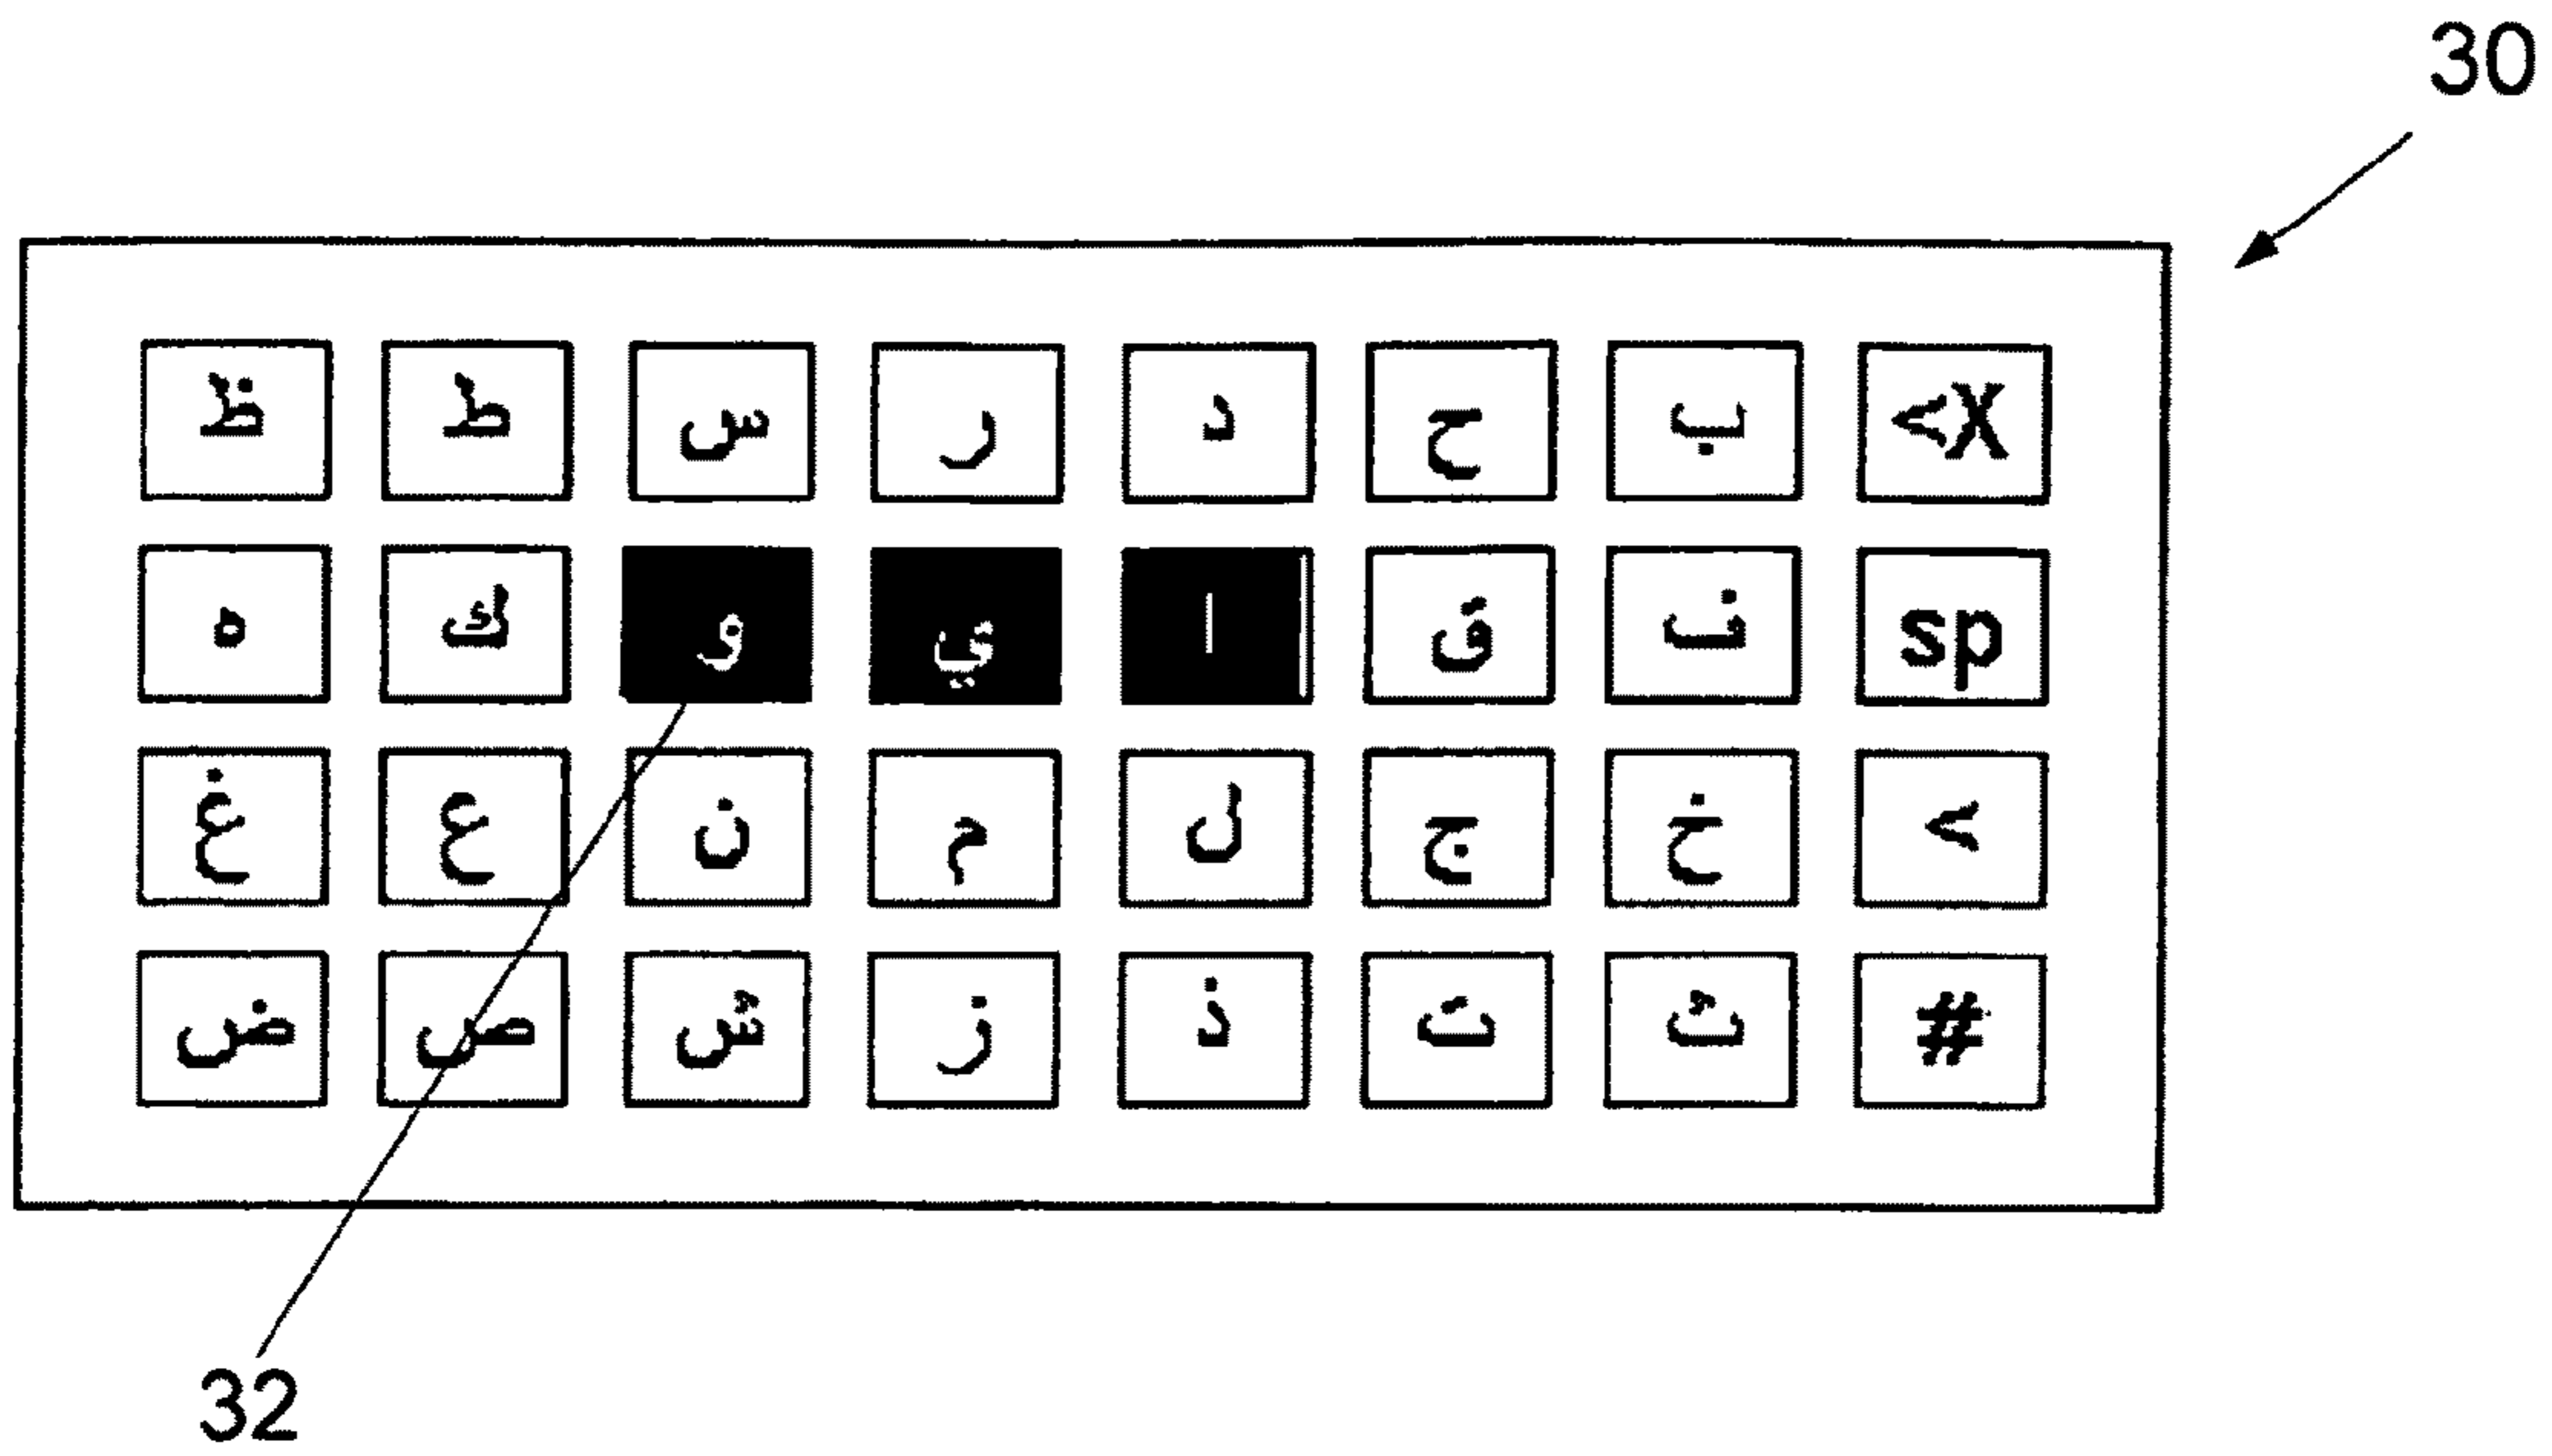 30
ظ ط س ر د ح ب <X
ه ك و ي ا ق ف sp
غ ع ن م ل ج خ <
ض ص ش ز ذ ت ث #
32